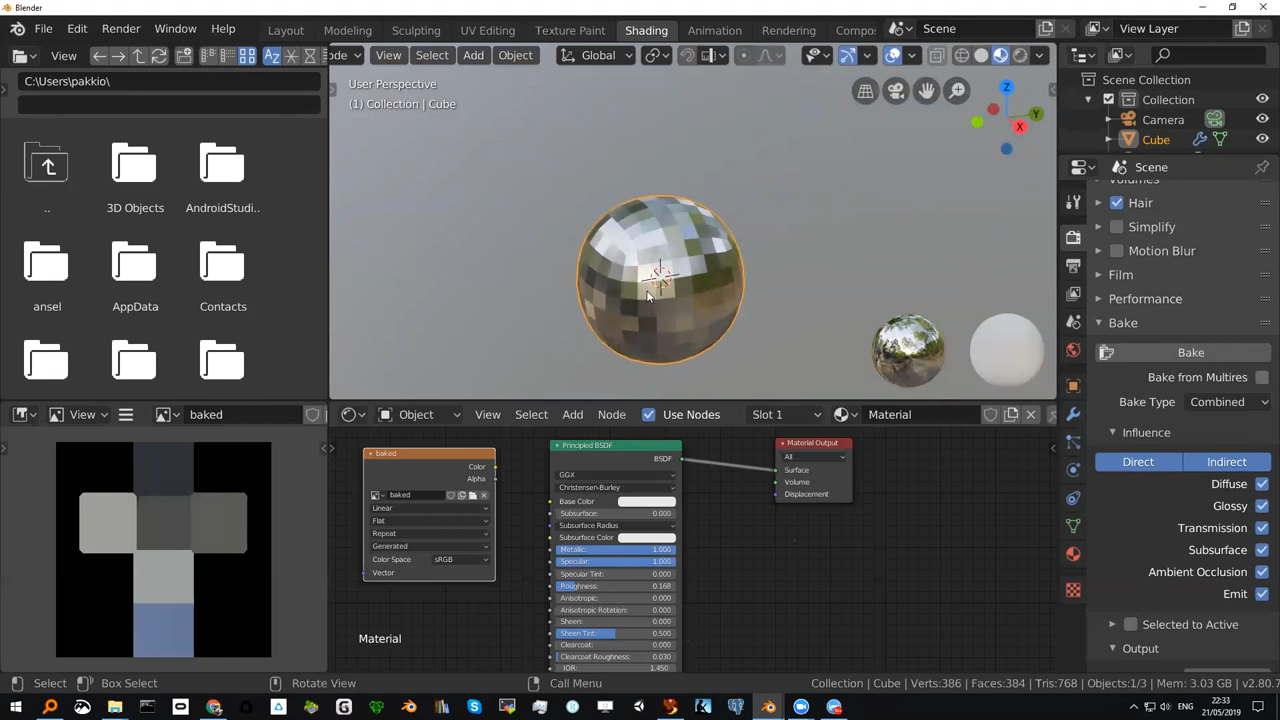 Blender
File Edit Render Window Help Layout Modeling Sculpting UV Editing Texture Paint Shading Animation Rendering Compos Scene View Layer
View
ode View Select Add Object Global
C:\Users\pakkio\
User Perspective
(1) Collection | Cube
Z
Y
X
Scene Collection
Collection
Camera
Cube
Scene
..
3D Objects
AndroidStudi..
ansel
AppData
Contacts
Hair
Simplify
Motion Blur
Film
Performance
Bake
Bake
Bake from Multires
Bake Type Combined
Influence
Direct Indirect
Diffuse
Glossy
Transmission
Subsurface
Ambient Occlusion
Emit
Selected to Active
Output
View baked
Object View Select Add Node Use Nodes Slot 1 Material
baked
Color
Alpha
baked
Linear
Flat
Repeat
Generated
Color Space sRGB
Vector
Principled BSDF
BSDF
GGX
Christensen-Burley
Base Color
Subsurface: 0.000
Subsurface Radius
Subsurface Color
Metallic: 1.000
Specular: 1.000
Specular Tint: 0.000
Roughness: 0.168
Anisotropic: 0.000
Anisotropic Rotation: 0.000
Sheen: 0.000
Sheen Tint: 0.500
Clearcoat: 0.000
Clearcoat Roughness: 0.030
IOR: 1.450
Material Output
All
Surface
Volume
Displacement
Material
Select Box Select Rotate View Call Menu Collection | Cube | Verts:386 | Faces:384 | Tris:768 | Objects:1/3 | Mem: 3.03 GB | v2.80.7
ENG
22:33
21/05/2019